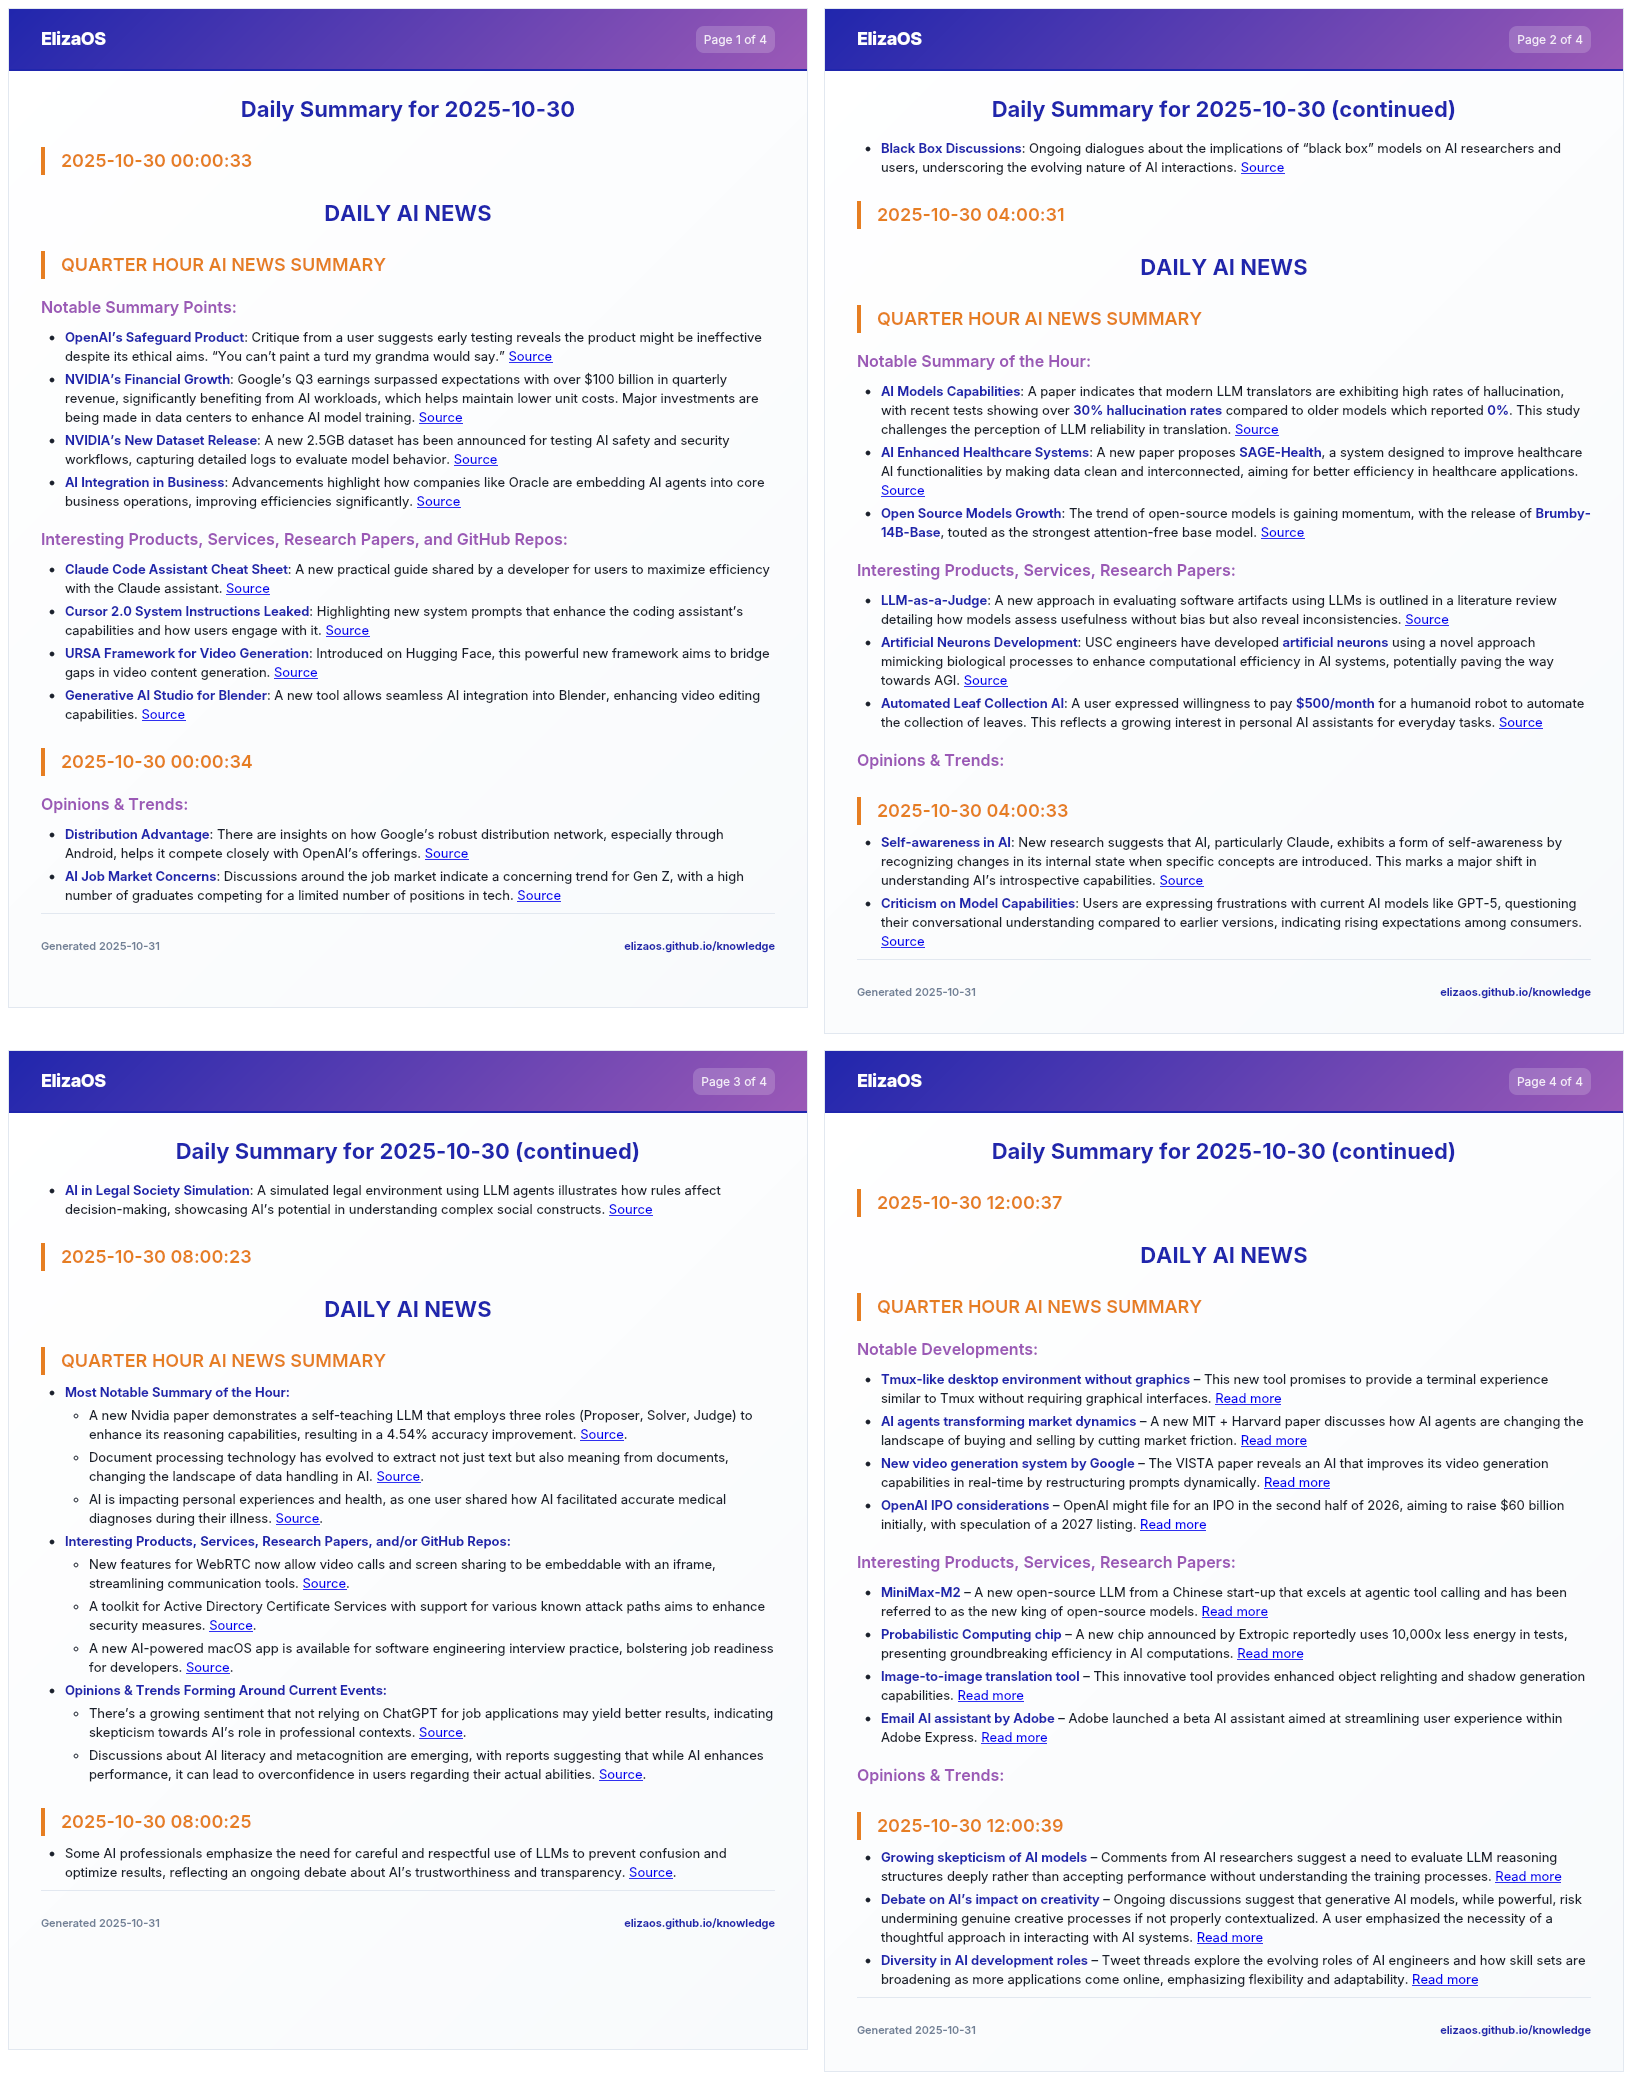 ElizaOS
Page 1 of 4
Daily Summary for 2025-10-30
2025-10-30 00:00:33
DAILY AI NEWS
QUARTER HOUR AI NEWS SUMMARY
Notable Summary Points:
• OpenAI’s Safeguard Product: Critique from a user suggests early testing reveals the product might be ineffective
despite its ethical aims. “You can’t paint a turd my grandma would say.” Source
• NVIDIA’s Financial Growth: Google’s Q3 earnings surpassed expectations with over $100 billion in quarterly
revenue, significantly benefiting from AI workloads, which helps maintain lower unit costs. Major investments are
being made in data centers to enhance AI model training. Source
• NVIDIA’s New Dataset Release: A new 2.5GB dataset has been announced for testing AI safety and security
workflows, capturing detailed logs to evaluate model behavior. Source
• AI Integration in Business: Advancements highlight how companies like Oracle are embedding AI agents into core
business operations, improving efficiencies significantly. Source
Interesting Products, Services, Research Papers, and GitHub Repos:
• Claude Code Assistant Cheat Sheet: A new practical guide shared by a developer for users to maximize efficiency
with the Claude assistant. Source
• Cursor 2.0 System Instructions Leaked: Highlighting new system prompts that enhance the coding assistant’s
capabilities and how users engage with it. Source
• URSA Framework for Video Generation: Introduced on Hugging Face, this powerful new framework aims to bridge
gaps in video content generation. Source
• Generative AI Studio for Blender: A new tool allows seamless AI integration into Blender, enhancing video editing
capabilities. Source
2025-10-30 00:00:34
Opinions & Trends:
• Distribution Advantage: There are insights on how Google’s robust distribution network, especially through
Android, helps it compete closely with OpenAI’s offerings. Source
• AI Job Market Concerns: Discussions around the job market indicate a concerning trend for Gen Z, with a high
number of graduates competing for a limited number of positions in tech. Source
Generated 2025-10-31
elizaos.github.io/knowledge
ElizaOS
Page 2 of 4
Daily Summary for 2025-10-30 (continued)
• Black Box Discussions: Ongoing dialogues about the implications of “black box” models on AI researchers and
users, underscoring the evolving nature of AI interactions. Source
2025-10-30 04:00:31
DAILY AI NEWS
QUARTER HOUR AI NEWS SUMMARY
Notable Summary of the Hour:
• AI Models Capabilities: A paper indicates that modern LLM translators are exhibiting high rates of hallucination,
with recent tests showing over 30% hallucination rates compared to older models which reported 0%. This study
challenges the perception of LLM reliability in translation. Source
• AI Enhanced Healthcare Systems: A new paper proposes SAGE-Health, a system designed to improve healthcare
AI functionalities by making data clean and interconnected, aiming for better efficiency in healthcare applications.
Source
• Open Source Models Growth: The trend of open-source models is gaining momentum, with the release of Brumby-
14B-Base, touted as the strongest attention-free base model. Source
Interesting Products, Services, Research Papers:
• LLM-as-a-Judge: A new approach in evaluating software artifacts using LLMs is outlined in a literature review
detailing how models assess usefulness without bias but also reveal inconsistencies. Source
• Artificial Neurons Development: USC engineers have developed artificial neurons using a novel approach
mimicking biological processes to enhance computational efficiency in AI systems, potentially paving the way
towards AGI. Source
• Automated Leaf Collection AI: A user expressed willingness to pay $500/month for a humanoid robot to automate
the collection of leaves. This reflects a growing interest in personal AI assistants for everyday tasks. Source
Opinions & Trends:
2025-10-30 04:00:33
• Self-awareness in AI: New research suggests that AI, particularly Claude, exhibits a form of self-awareness by
recognizing changes in its internal state when specific concepts are introduced. This marks a major shift in
understanding AI’s introspective capabilities. Source
• Criticism on Model Capabilities: Users are expressing frustrations with current AI models like GPT-5, questioning
their conversational understanding compared to earlier versions, indicating rising expectations among consumers.
Source
Generated 2025-10-31
elizaos.github.io/knowledge
ElizaOS
Page 3 of 4
Daily Summary for 2025-10-30 (continued)
• AI in Legal Society Simulation: A simulated legal environment using LLM agents illustrates how rules affect
decision-making, showcasing AI’s potential in understanding complex social constructs. Source
2025-10-30 08:00:23
DAILY AI NEWS
QUARTER HOUR AI NEWS SUMMARY
• Most Notable Summary of the Hour:
◦ A new Nvidia paper demonstrates a self-teaching LLM that employs three roles (Proposer, Solver, Judge) to
enhance its reasoning capabilities, resulting in a 4.54% accuracy improvement. Source.
◦ Document processing technology has evolved to extract not just text but also meaning from documents,
changing the landscape of data handling in AI. Source.
◦ AI is impacting personal experiences and health, as one user shared how AI facilitated accurate medical
diagnoses during their illness. Source.
• Interesting Products, Services, Research Papers, and/or GitHub Repos:
◦ New features for WebRTC now allow video calls and screen sharing to be embeddable with an iframe,
streamlining communication tools. Source.
◦ A toolkit for Active Directory Certificate Services with support for various known attack paths aims to enhance
security measures. Source.
◦ A new AI-powered macOS app is available for software engineering interview practice, bolstering job readiness
for developers. Source.
• Opinions & Trends Forming Around Current Events:
◦ There’s a growing sentiment that not relying on ChatGPT for job applications may yield better results, indicating
skepticism towards AI’s role in professional contexts. Source.
◦ Discussions about AI literacy and metacognition are emerging, with reports suggesting that while AI enhances
performance, it can lead to overconfidence in users regarding their actual abilities. Source.
2025-10-30 08:00:25
• Some AI professionals emphasize the need for careful and respectful use of LLMs to prevent confusion and
optimize results, reflecting an ongoing debate about AI’s trustworthiness and transparency. Source.
Generated 2025-10-31
elizaos.github.io/knowledge
ElizaOS
Page 4 of 4
Daily Summary for 2025-10-30 (continued)
2025-10-30 12:00:37
DAILY AI NEWS
QUARTER HOUR AI NEWS SUMMARY
Notable Developments:
• Tmux-like desktop environment without graphics – This new tool promises to provide a terminal experience
similar to Tmux without requiring graphical interfaces. Read more
• AI agents transforming market dynamics – A new MIT + Harvard paper discusses how AI agents are changing the
landscape of buying and selling by cutting market friction. Read more
• New video generation system by Google – The VISTA paper reveals an AI that improves its video generation
capabilities in real-time by restructuring prompts dynamically. Read more
• OpenAI IPO considerations – OpenAI might file for an IPO in the second half of 2026, aiming to raise $60 billion
initially, with speculation of a 2027 listing. Read more
Interesting Products, Services, Research Papers:
• MiniMax-M2 – A new open-source LLM from a Chinese start-up that excels at agentic tool calling and has been
referred to as the new king of open-source models. Read more
• Probabilistic Computing chip – A new chip announced by Extropic reportedly uses 10,000x less energy in tests,
presenting groundbreaking efficiency in AI computations. Read more
• Image-to-image translation tool – This innovative tool provides enhanced object relighting and shadow generation
capabilities. Read more
• Email AI assistant by Adobe – Adobe launched a beta AI assistant aimed at streamlining user experience within
Adobe Express. Read more
Opinions & Trends:
2025-10-30 12:00:39
• Growing skepticism of AI models – Comments from AI researchers suggest a need to evaluate LLM reasoning
structures deeply rather than accepting performance without understanding the training processes. Read more
• Debate on AI’s impact on creativity – Ongoing discussions suggest that generative AI models, while powerful, risk
undermining genuine creative processes if not properly contextualized. A user emphasized the necessity of a
thoughtful approach in interacting with AI systems. Read more
• Diversity in AI development roles – Tweet threads explore the evolving roles of AI engineers and how skill sets are
broadening as more applications come online, emphasizing flexibility and adaptability. Read more
Generated 2025-10-31
elizaos.github.io/knowledge